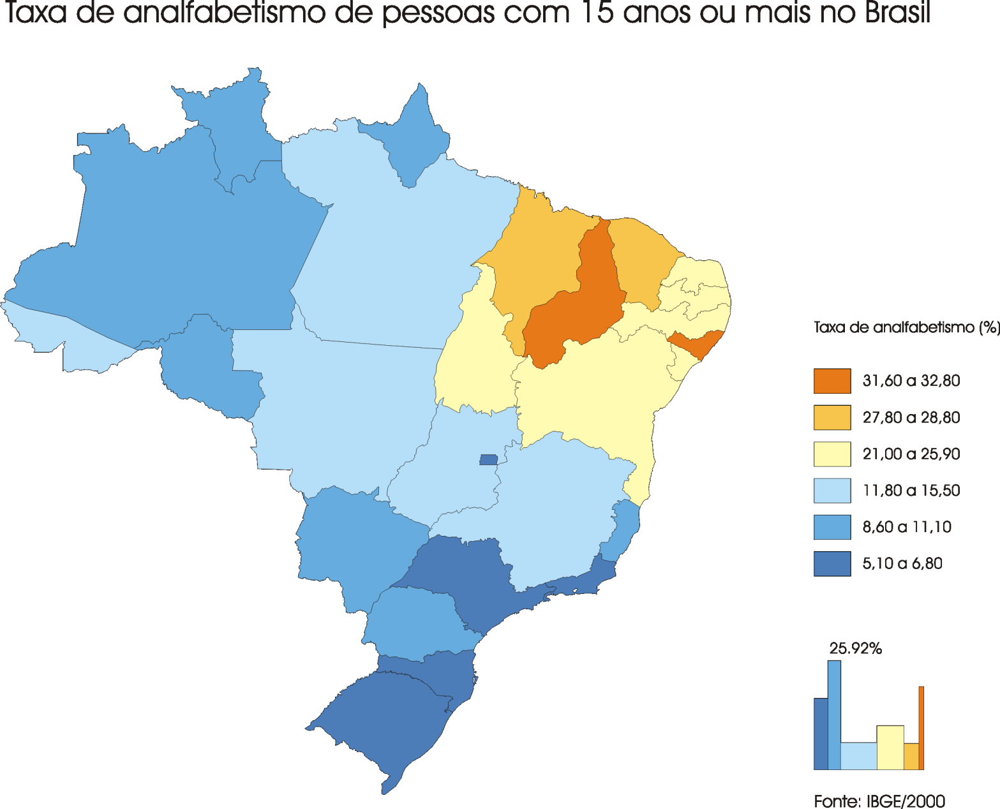 Taxa de analfabetismo de pessoas com 15 anos ou mais no Brasil
Taxa de analfabetismo (%)
31,60 a 32,80
27,80 a 28,80
21,00 a 25,90
11,80 a 15,50
8,60 a 11,10
5,10 a 6,80
25.92%
Fonte: IBGE/2000